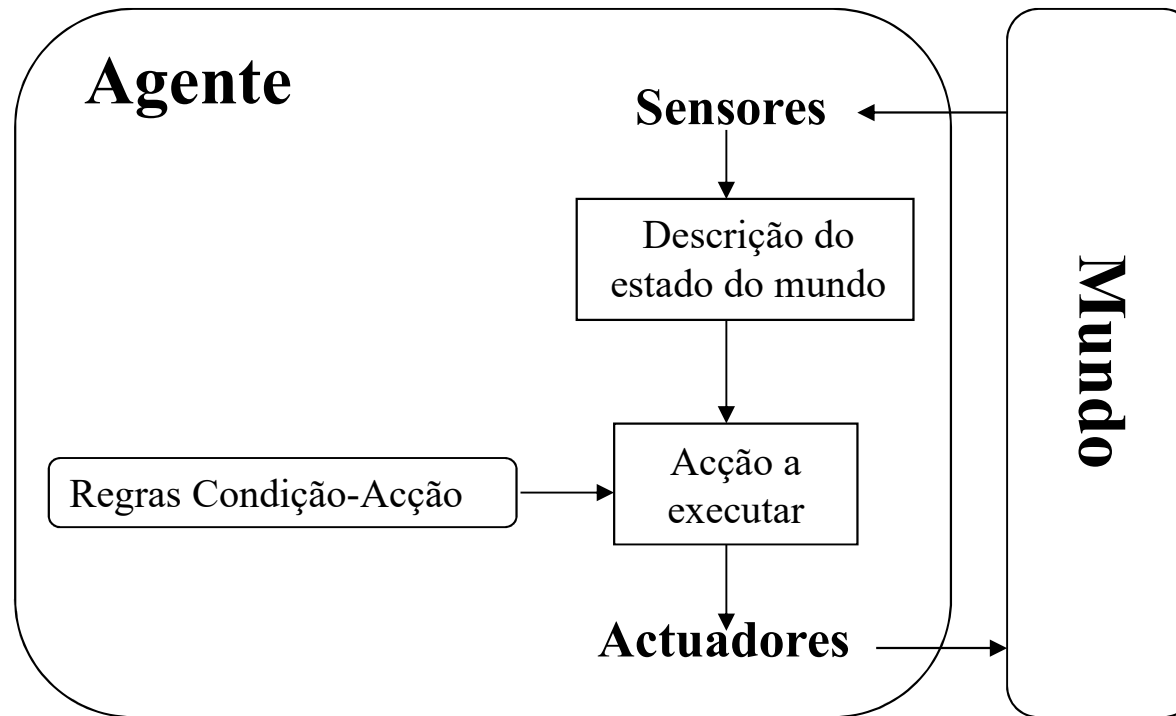 Agente
Sensores
Descrição do
estado do mundo
Mundo
Regras Condição-Acção
Acção a
executar
Actuadores